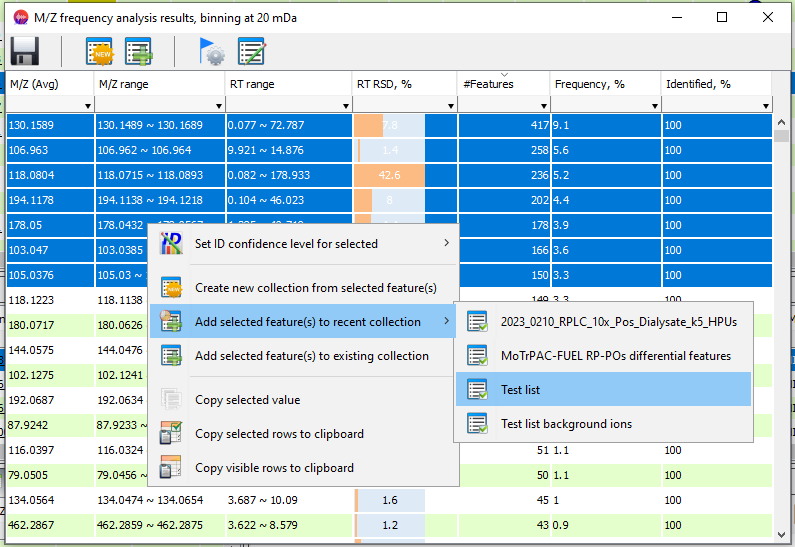 M/Z frequency analysis results, binning at 20 mDa
NEW
M/Z (Avg) M/Z range RT range RT RSD, % #Features Frequency, % Identified, %
130.1589 130.1489 ~ 130.1689 0.077 ~ 72.787 7.8 417 9.1 100
106.963 106.962 ~ 106.964 9.921 ~ 14.876 1.4 258 5.6 100
118.0804 118.0715 ~ 118.0893 0.082 ~ 178.933 42.6 236 5.2 100
194.1178 194.1138 ~ 194.1218 0.104 ~ 46.023 8 202 4.4 100
178.05 178.0432 178 3.9 100
103.047 103.0385 166 3.6 100
105.0376 105.03 ~ 150 3.3 100
118.1223 118.1138 149 3.3 100
180.0717 180.0626
144.0575 144.0476
102.1275 102.1241
192.0687 192.0634
87.9242 87.9233
116.0397 116.0324 51 1.1 100
79.0505 79.0456 ~ 50 1.1 100
134.0564 134.0474 ~ 134.0654 3.687 ~ 10.09 1.6 45 1 100
462.2867 462.2859 ~ 462.2875 3.622 ~ 8.579 1.2 43 0.9 100
ID
Set ID confidence level for selected
NEW
Create new collection from selected feature(s)
Add selected feature(s) to recent collection
Add selected feature(s) to existing collection
Copy selected value
Copy selected rows to clipboard
Copy visible rows to clipboard
2023_0210_RPLC_10x_Pos_Dialysate_k5_HPUs
MoTrPAC-FUEL RP-POs differential features
Test list
Test list background ions